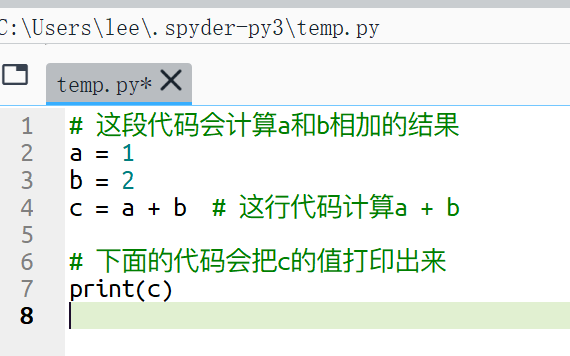 C:\Users\lee\.spyder-py3\temp.py
temp.py*
1 # 这段代码会计算a和b相加的结果
2 a = 1
3 b = 2
4 c = a + b  # 这行代码计算a + b
5
6 # 下面的代码会把c的值打印出来
7 print(c)
8